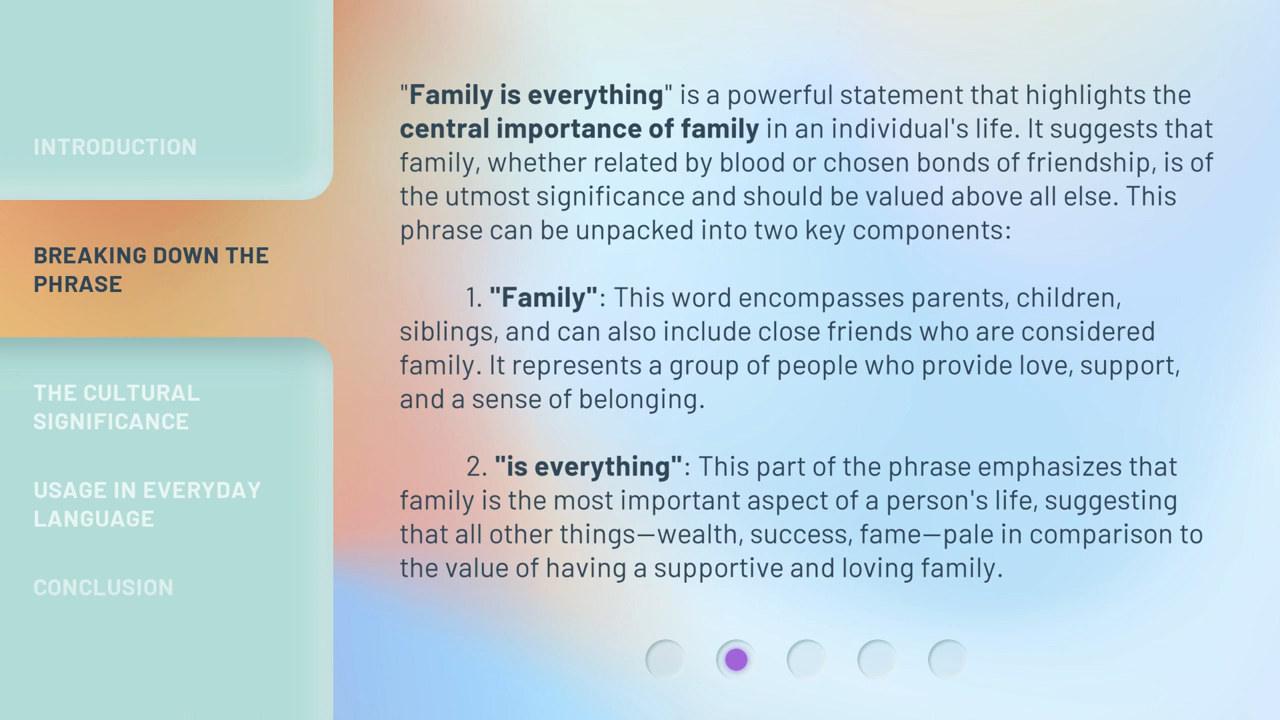 INTRODUCTION
BREAKING DOWN THE
PHRASE
THE CULTURAL
SIGNIFICANCE
USAGE IN EVERYDAY
LANGUAGE
CONCLUSION
"Family is everything" is a powerful statement that highlights the
central importance of family in an individual's life. It suggests that
family, whether related by blood or chosen bonds of friendship, is of
the utmost significance and should be valued above all else. This
phrase can be unpacked into two key components:
1. "Family": This word encompasses parents, children,
siblings, and can also include close friends who are considered
family. It represents a group of people who provide love, support,
and a sense of belonging.
2. "is everything": This part of the phrase emphasizes that
family is the most important aspect of a person's life, suggesting
that all other things—wealth, success, fame—pale in comparison to
the value of having a supportive and loving family.